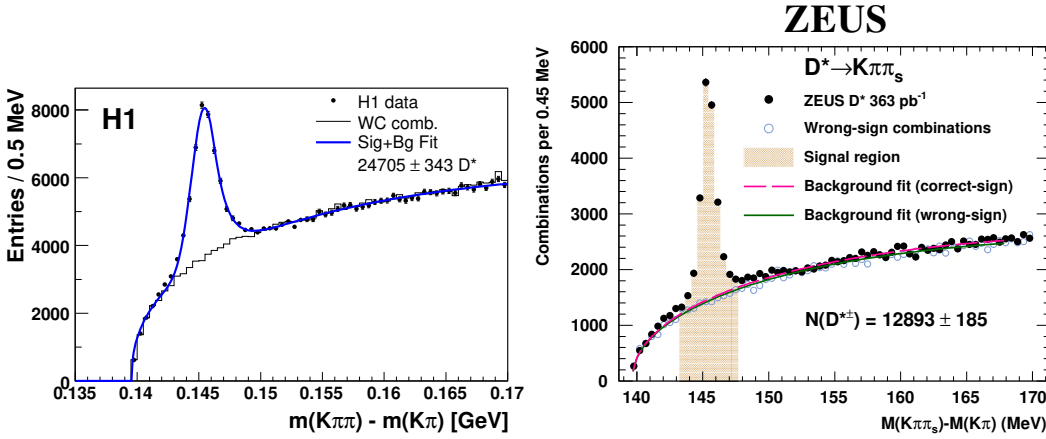 H1
H1 data
WC comb.
Sig+Bg Fit
24705 ± 343 D*
Entries / 0.5 MeV
8000
6000
4000
2000
0
0.135 0.14 0.145 0.15 0.155 0.16 0.165 0.17
m(Kππ) - m(Kπ) [GeV]
ZEUS
D*→Kππs
ZEUS D* 363 pb-1
Wrong-sign combinations
Signal region
Background fit (correct-sign)
Background fit (wrong-sign)
N(D*±) = 12893 ± 185
Combinations per 0.45 MeV
6000
5000
4000
3000
2000
1000
0
140 145 150 155 160 165 170
M(Kππs)-M(Kπ) (MeV)